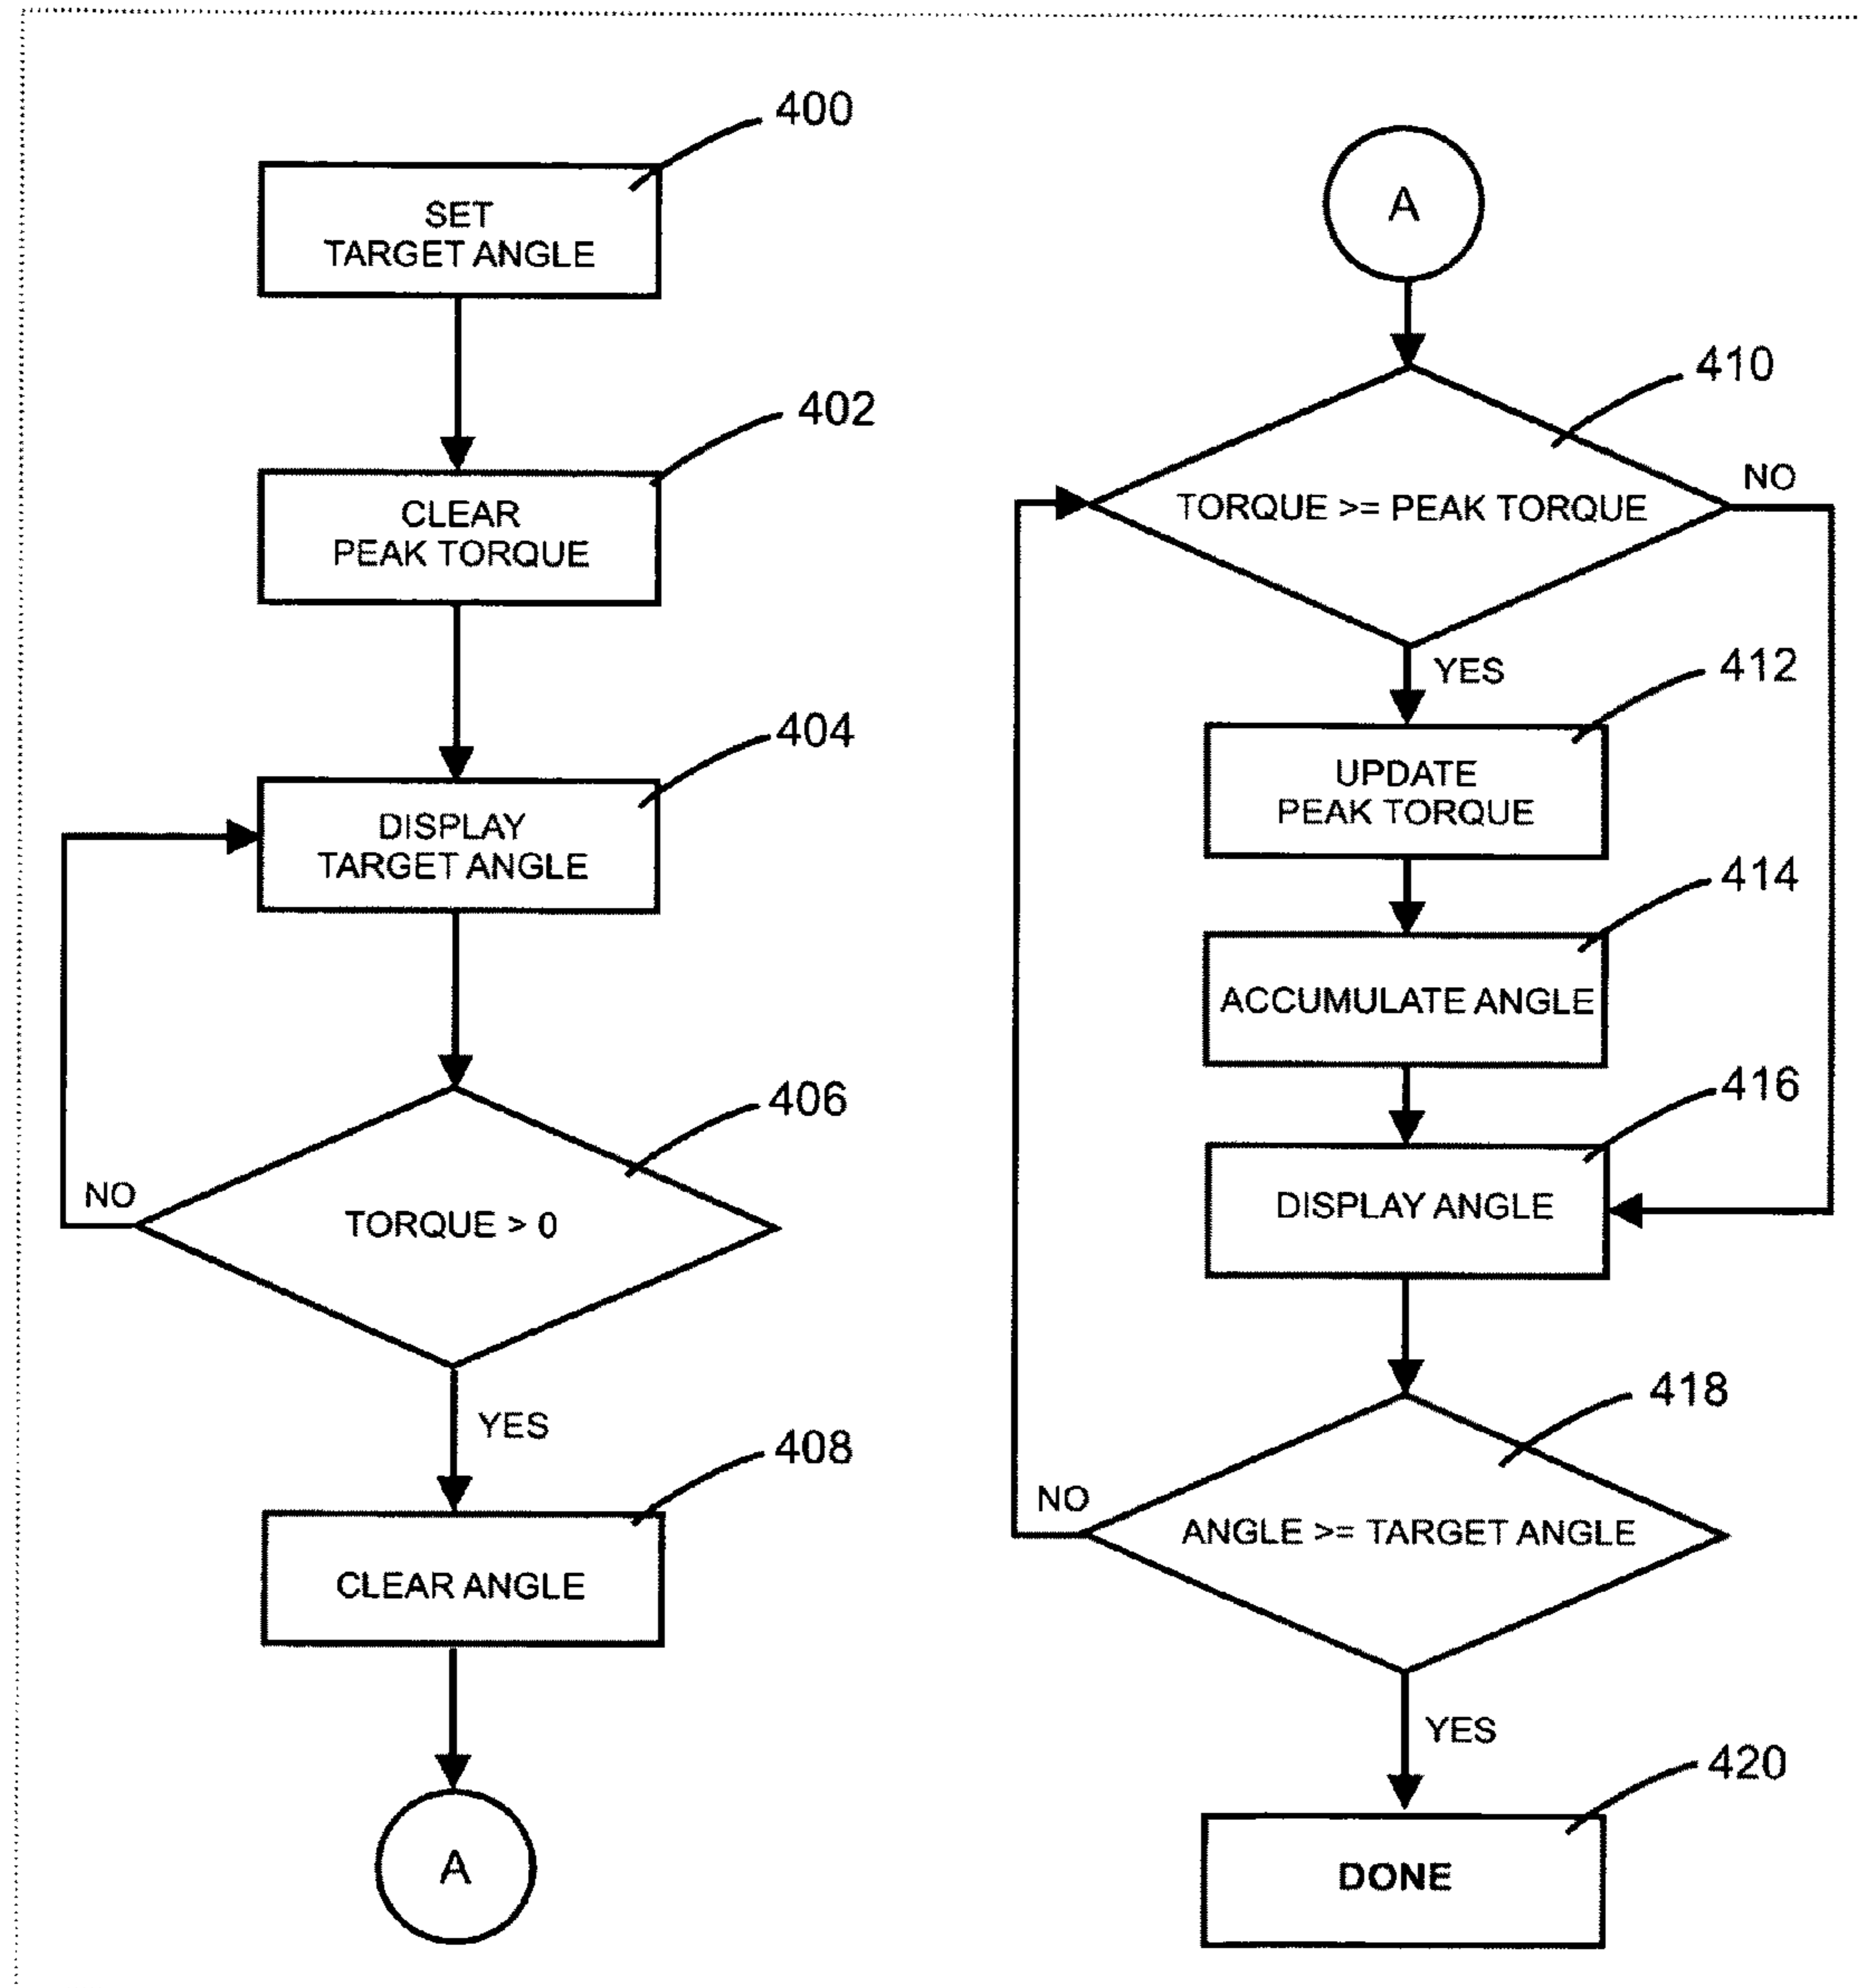 400
SET
TARGET ANGLE
402
CLEAR
PEAK TORQUE
404
DISPLAY
TARGET ANGLE
406
NO
TORQUE > 0
YES
408
CLEAR ANGLE
A
A
410
NO
TORQUE >= PEAK TORQUE
YES
412
UPDATE
PEAK TORQUE
414
ACCUMULATE ANGLE
416
DISPLAY ANGLE
418
NO
ANGLE >= TARGET ANGLE
YES
420
DONE